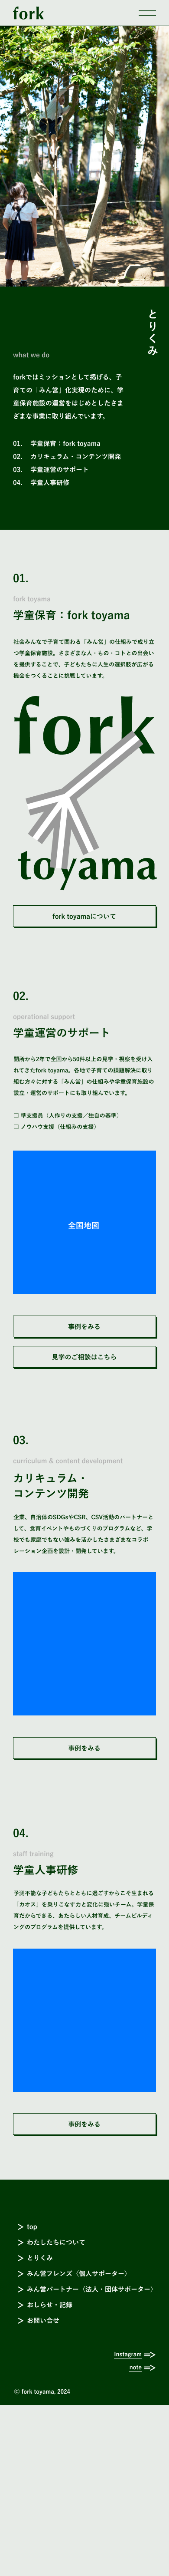 fork
とりくみ
what we do
forkではミッションとして掲げる、子
育ての「みん営」化実現のために、学
童保育施設の運営をはじめとしたさま
ざまな事業に取り組んでいます。
01. 学童保育：fork toyama
02. カリキュラム・コンテンツ開発
03. 学童運営のサポート
04. 学童人事研修
01.
fork toyama
学童保育：fork toyama
社会みんなで子育て関わる「みん営」の仕組みで成り立
つ学童保育施設。さまざまな人・もの・コトとの出会い
を提供することで、子どもたちに人生の選択肢が広がる
機会をつくることに挑戦しています。
fork
toyama
fork toyamaについて
02.
operational support
学童運営のサポート
開所から2年で全国から50件以上の見学・視察を受け入
れてきたfork toyama。各地で子育ての課題解決に取り
組む方々に対する「みん営」の仕組みや学童保育施設の
設立・運営のサポートにも取り組んでいます。
□ 準支援員（人作りの支援／独自の基準）
□ ノウハウ支援（仕組みの支援）
全国地図
事例をみる
見学のご相談はこちら
03.
curriculum & content development
カリキュラム・
コンテンツ開発
企業、自治体のSDGsやCSR、CSV活動のパートナーと
して、食育イベントやものづくりのプログラムなど、学
校でも家庭でもない強みを活かしたさまざまなコラボ
レーション企画を設計・開発しています。
事例をみる
04.
staff training
学童人事研修
予測不能な子どもたちとともに過ごすからこそ生まれる
「カオス」を乗りこなす力と変化に強いチーム。学童保
育だからできる、あたらしい人材育成、チームビルディ
ングのプログラムを提供しています。
事例をみる
＞ top
＞ わたしたちについて
＞ とりくみ
＞ みん営フレンズ〈個人サポーター〉
＞ みん営パートナー〈法人・団体サポーター〉
＞ おしらせ・記録
＞ お問い合せ
Instagram
note
© fork toyama, 2024